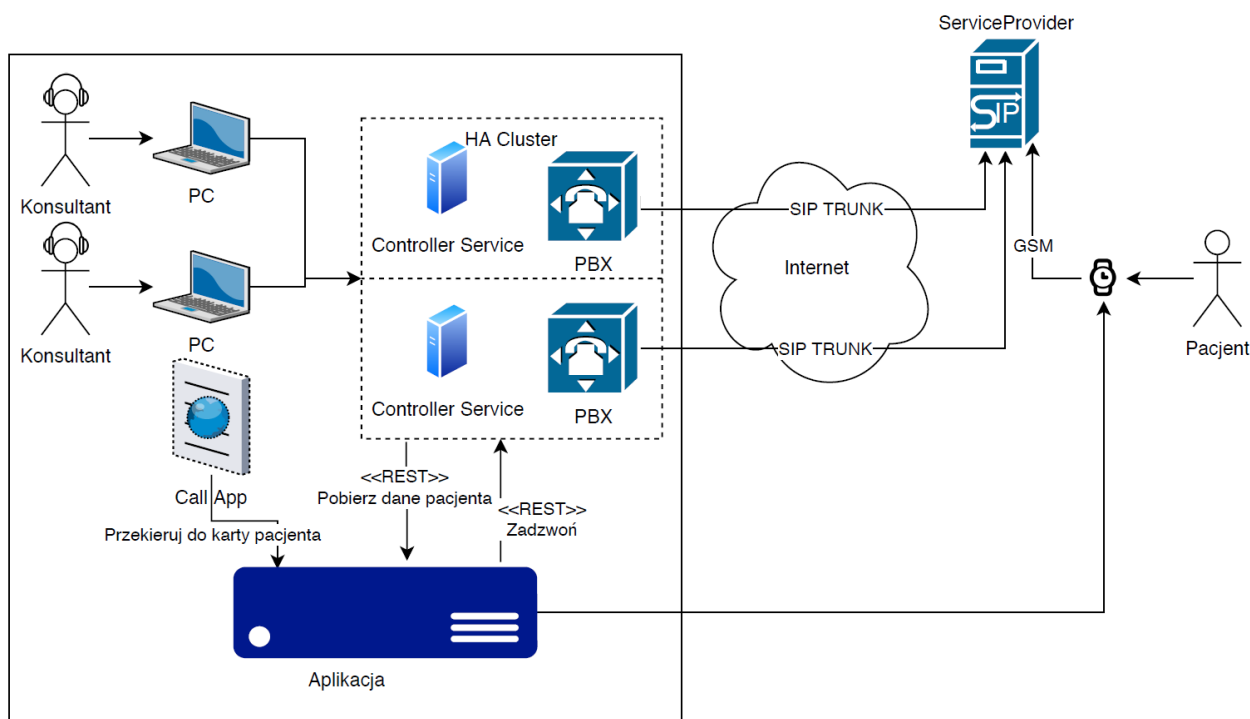 ServiceProvider
SIP
HA Cluster
Konsultant
PC
Controller Service
PBX
SIP TRUNK
Internet
GSM
Konsultant
PC
Controller Service
PBX
SIP TRUNK
Pacjent
Call App
Przekieruj do karty pacjenta
<<REST>>
Pobierz dane pacjenta
<<REST>>
Zadzwoń
Aplikacja